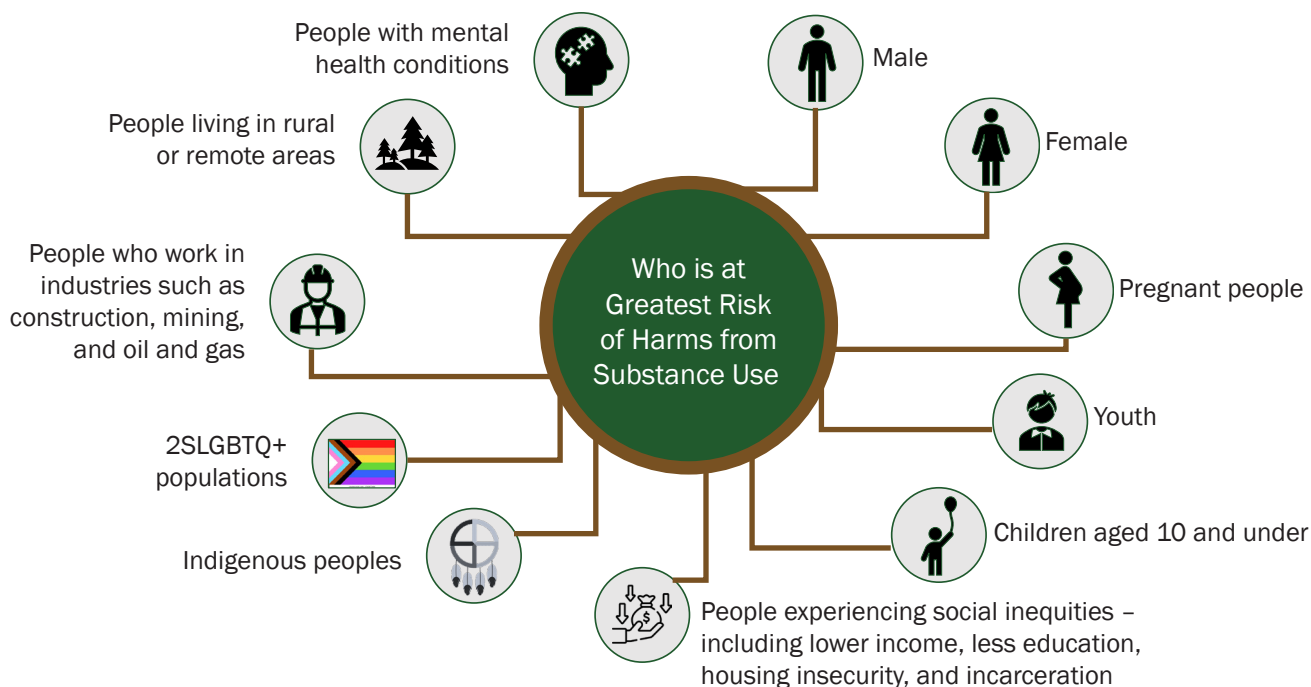 Who is at
Greatest Risk
of Harms from
Substance Use
People with mental
health conditions
Male
Female
Pregnant people
Youth
Children aged 10 and under
People experiencing social inequities –
including lower income, less education,
housing insecurity, and incarceration
Indigenous peoples
2SLGBTQ+
populations
People who work in
industries such as
construction, mining,
and oil and gas
People living in rural
or remote areas
$